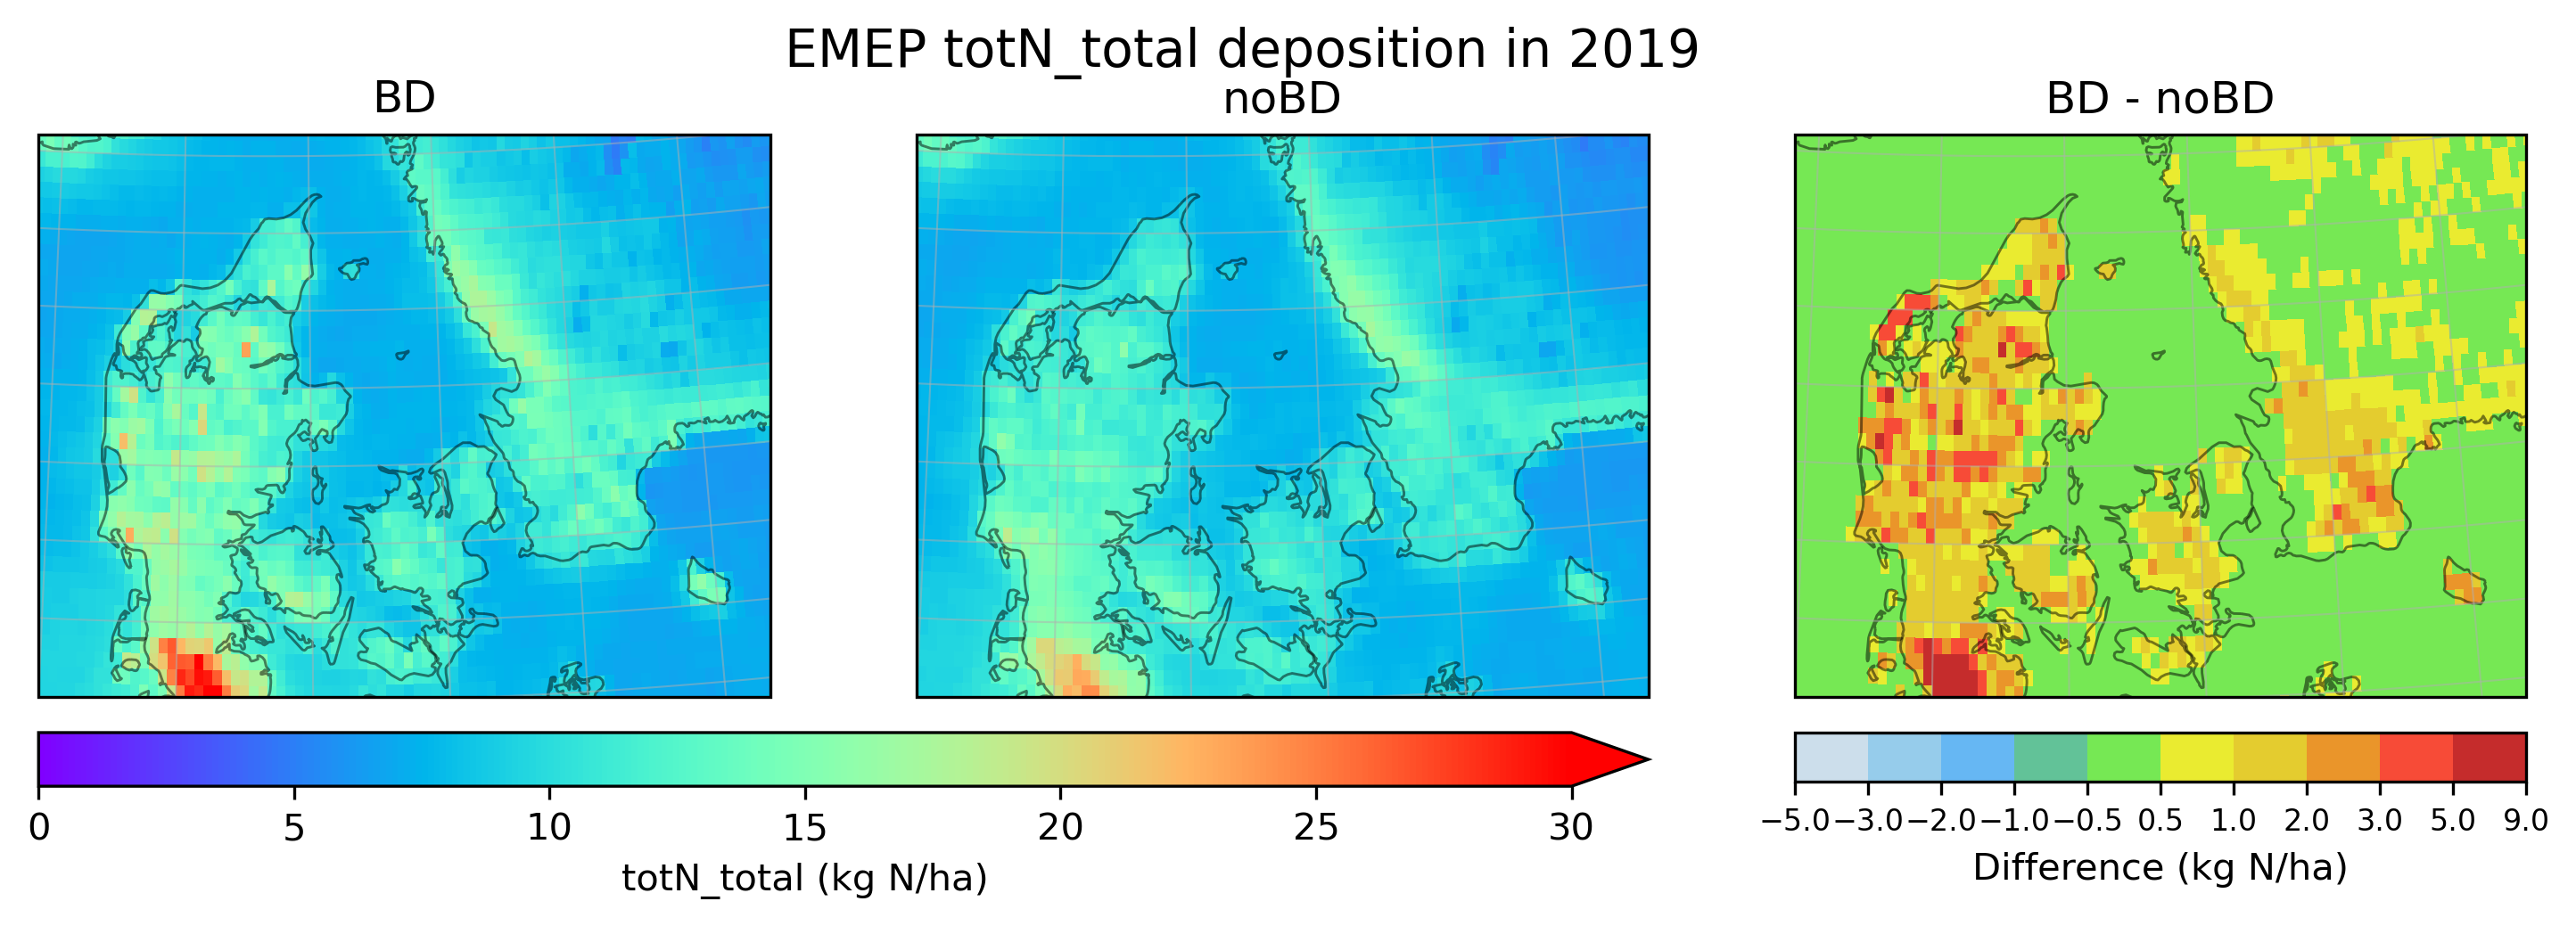 EMEP totN_total deposition in 2019
BD
noBD
BD - noBD
0 5 10 15 20 25 30
totN_total (kg N/ha)
−5.0 −3.0 −2.0 −1.0 −0.5 0.5 1.0 2.0 3.0 5.0 9.0
Difference (kg N/ha)